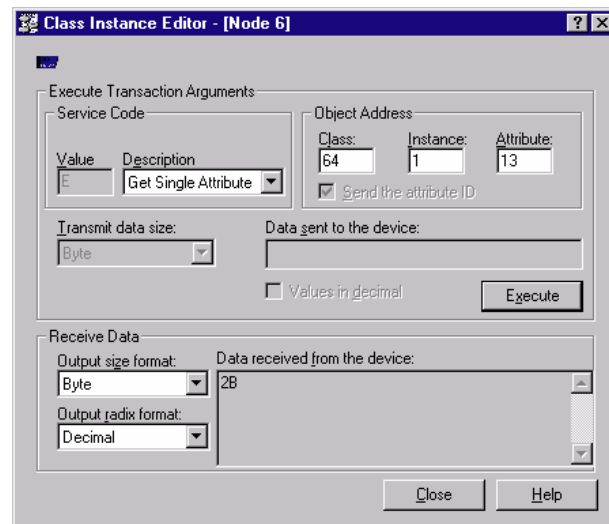 Class Instance Editor - [Node 6]
Execute Transaction Arguments
Service Code
Object Address
Value
Description
Class:
Instance:
Attribute:
E
Get Single Attribute
64
1
13
Send the attribute ID
Transmit data size:
Data sent to the device:
Byte
Values in decimal
Execute
Receive Data
Output size format:
Data received from the device:
Byte
2B
Output radix format:
Decimal
Close
Help